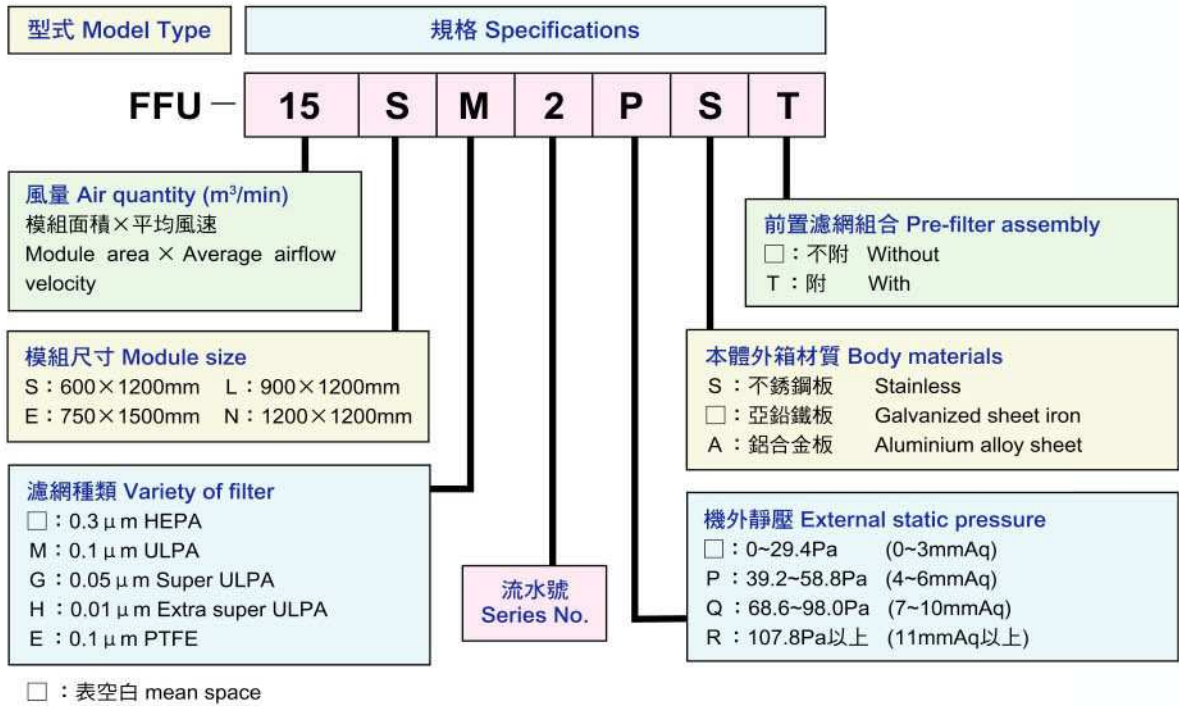 型式 Model Type
規格 Specifications
FFU — 15 S M 2 P S T
風量 Air quantity (m³/min)
模組面積×平均風速
Module area × Average airflow
velocity
前置濾網組合 Pre-filter assembly
□：不附 Without
T：附 With
模組尺寸 Module size
S：600×1200mm L：900×1200mm
E：750×1500mm N：1200×1200mm
本體外箱材質 Body materials
S：不銹鋼板 Stainless
□：亞鉛鐵板 Galvanized sheet iron
A：鋁合金板 Aluminium alloy sheet
濾網種類 Variety of filter
□：0.3μm HEPA
M：0.1μm ULPA
G：0.05μm Super ULPA
H：0.01μm Extra super ULPA
E：0.1μm PTFE
流水號
Series No.
機外靜壓 External static pressure
□：0~29.4Pa (0~3mmAq)
P：39.2~58.8Pa (4~6mmAq)
Q：68.6~98.0Pa (7~10mmAq)
R：107.8Pa以上 (11mmAq以上)
□：表空白 mean space